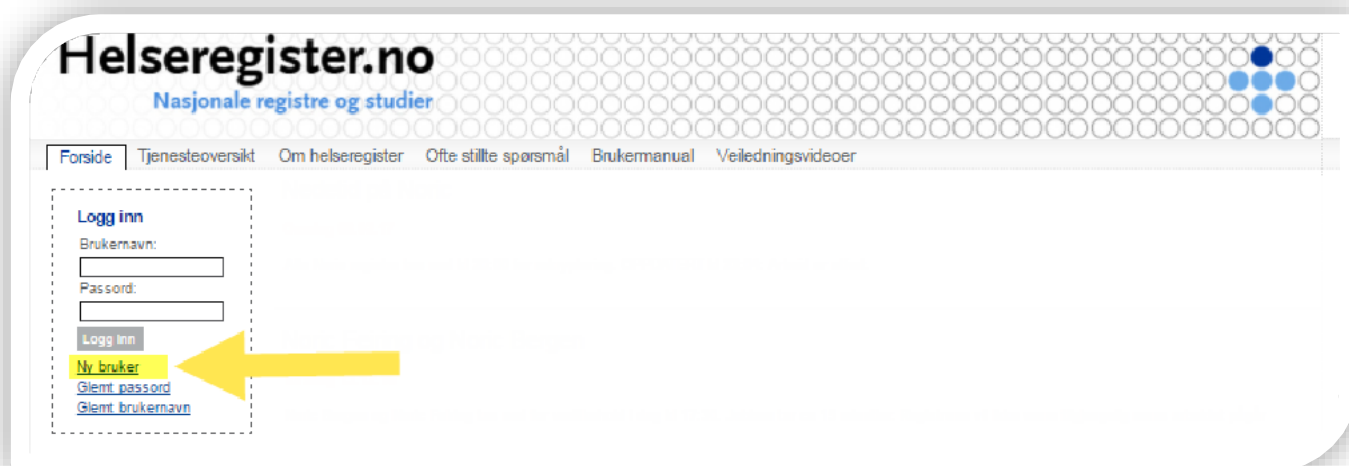 Helseregister.no
Nasjonale registre og studier
Forside Tjenesteoversikt Om helseregister Ofte stillte spørsmål Brukermanual Veiledningsvideoer
Logg inn
Brukernavn:
Passord:
Logg inn
Ny bruker
Glemt passord
Glemt brukernavn